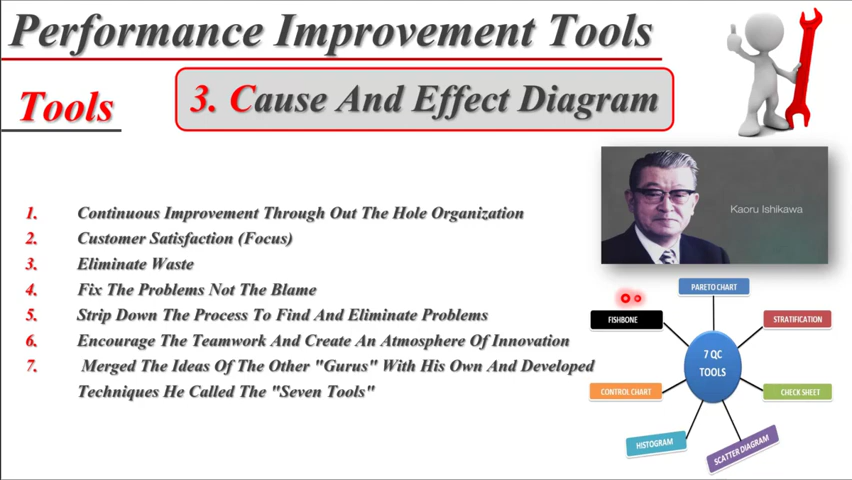 Performance Improvement Tools
Tools
3. Cause And Effect Diagram
Kaoru Ishikawa
1. Continuous Improvement Through Out The Hole Organization
2. Customer Satisfaction (Focus)
3. Eliminate Waste
4. Fix The Problems Not The Blame
5. Strip Down The Process To Find And Eliminate Problems
6. Encourage The Teamwork And Create An Atmosphere Of Innovation
7. Merged The Ideas Of The Other "Gurus" With His Own And Developed
Techniques He Called The "Seven Tools"
PARETO CHART
FISHBONE
STRATIFICATION
7 QC
TOOLS
CONTROL CHART
CHECK SHEET
HISTOGRAM
SCATTER DIAGRAM